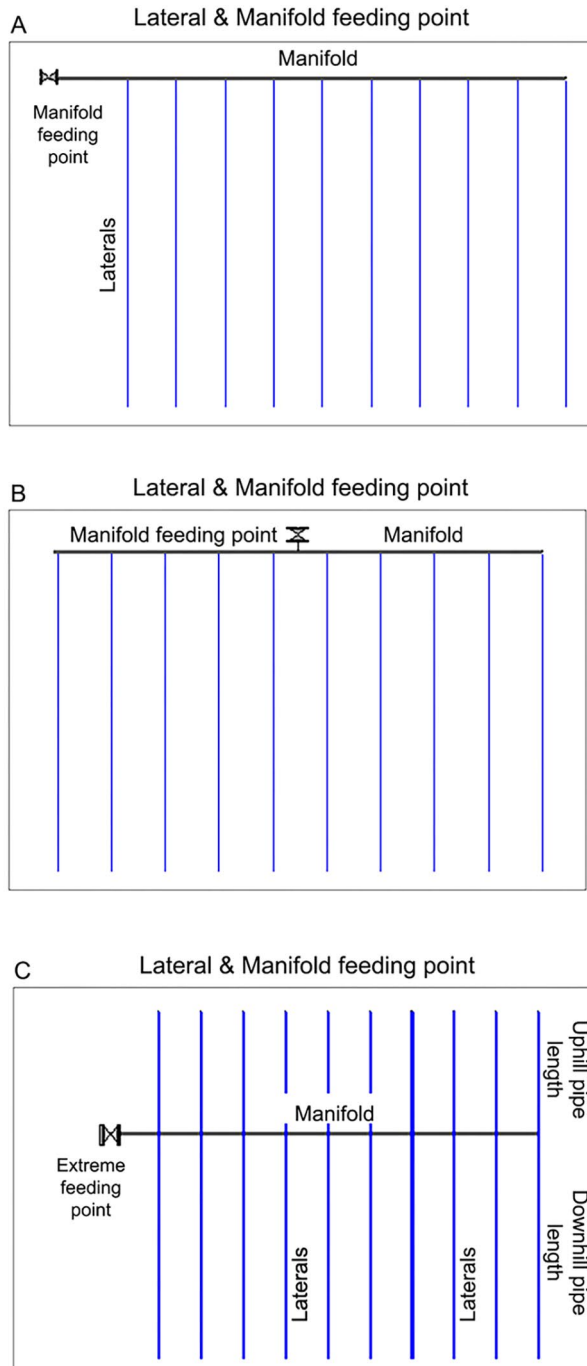 A
Lateral & Manifold feeding point
Manifold
Manifold
feeding
point
Laterals
B
Lateral & Manifold feeding point
Manifold feeding point
Manifold
C
Lateral & Manifold feeding point
Uphill pipe
length
Manifold
Extreme
feeding
point
Laterals
Laterals
Downhill pipe
length